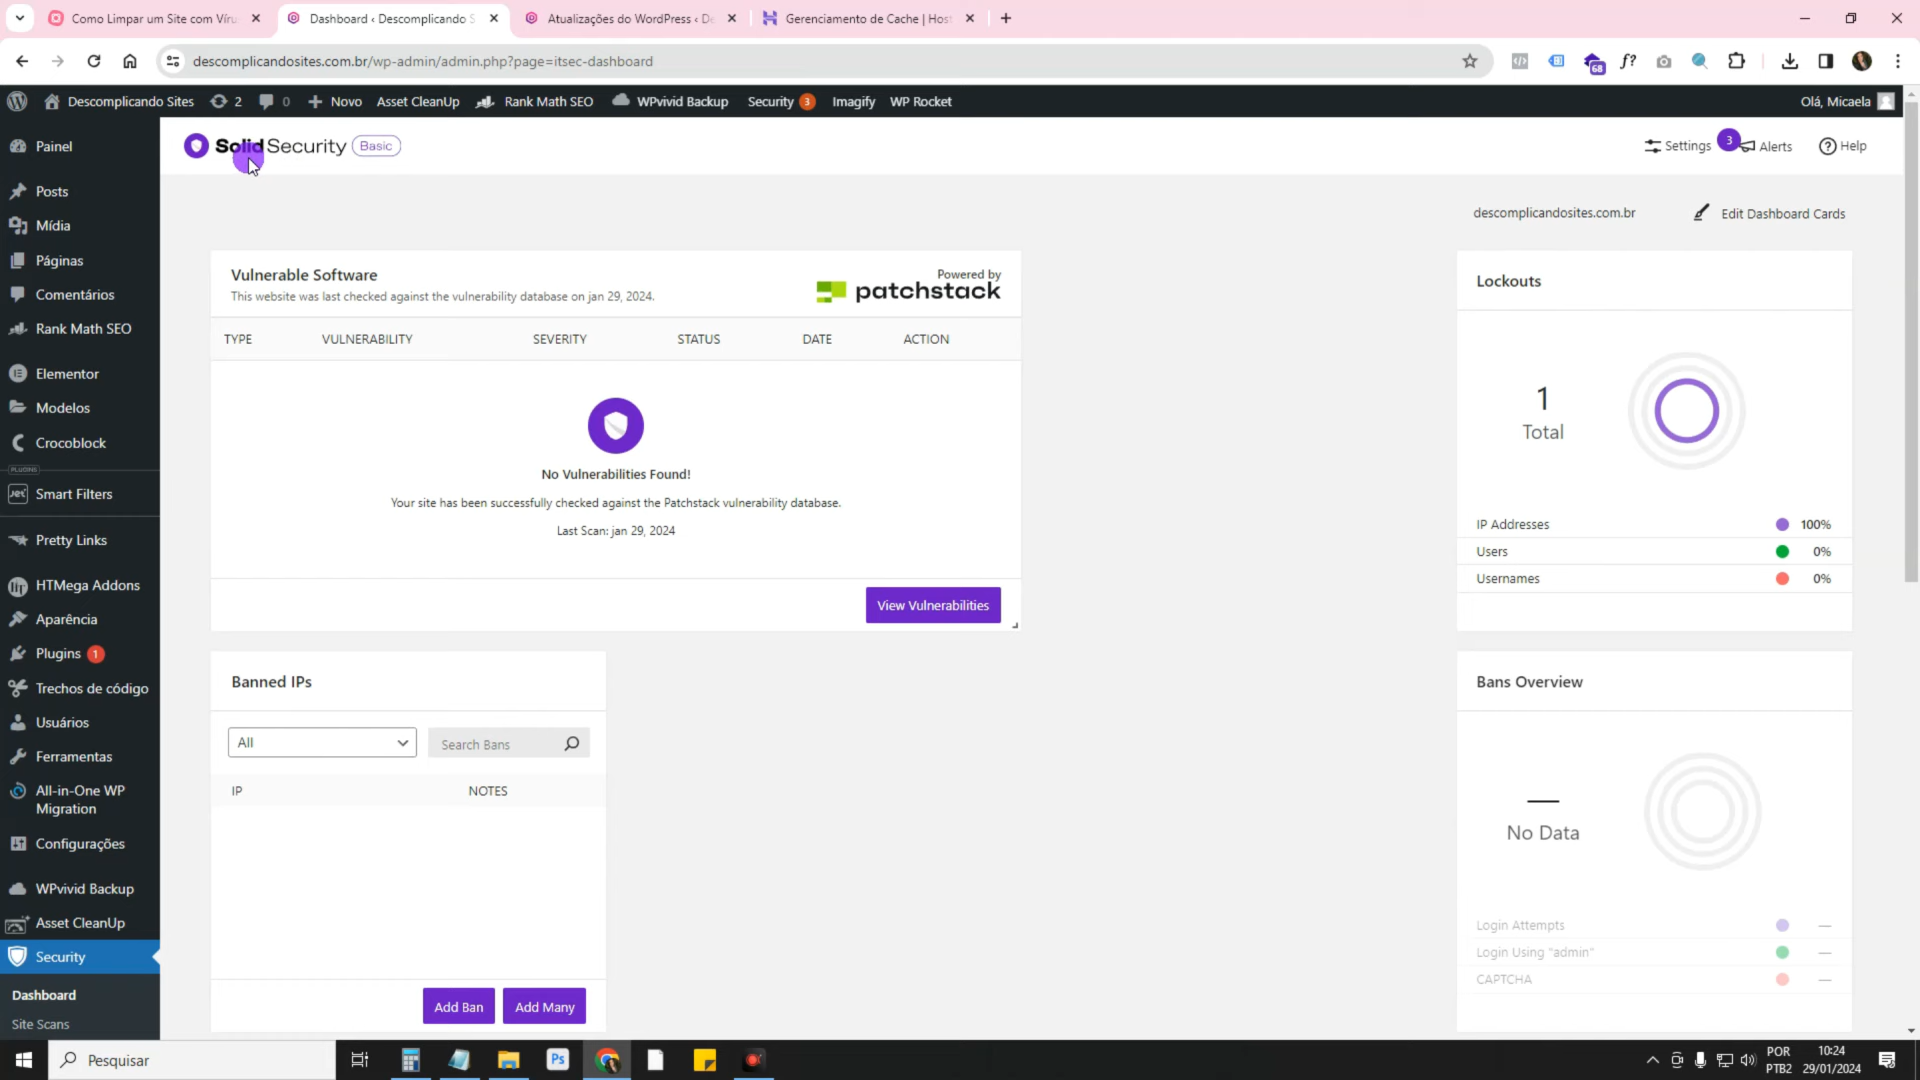 Como Limpar um Site com Víru
Dashboard ‹ Descomplicando S
Atualizações do WordPress ‹ De
Gerenciamento de Cache | Host
descomplicandosites.com.br/wp-admin/admin.php?page=itsec-dashboard
68
f?
Descomplicando Sites
2
0
Novo
Asset CleanUp
Rank Math SEO
WPvivid Backup
Security 3
Imagify
WP Rocket
Olá, Micaela
Painel
Posts
Mídia
Páginas
Comentários
Rank Math SEO
Elementor
Modelos
Crocoblock
PLUGINS
Jet
Smart Filters
Pretty Links
HTMega Addons
Aparência
Plugins 1
Trechos de código
Usuários
Ferramentas
All-in-One WP
Migration
Configurações
WPvivid Backup
Asset CleanUp
Security
Dashboard
Site Scans
SolidSecurity Basic
Settings
3
Alerts
Help
descomplicandosites.com.br
Edit Dashboard Cards
Vulnerable Software
This website was last checked against the vulnerability database on jan 29, 2024.
Powered by
patchstack
TYPE VULNERABILITY SEVERITY STATUS DATE ACTION
No Vulnerabilities Found!
Your site has been successfully checked against the Patchstack vulnerability database.
Last Scan: jan 29, 2024
View Vulnerabilities
Lockouts
1
Total
IP Addresses 100%
Users 0%
Usernames 0%
Banned IPs
All
Search Bans
IP NOTES
Add Ban
Add Many
Bans Overview
—
No Data
Login Attempts —
Login Using "admin" —
CAPTCHA —
Pesquisar
Ps
POR
PTB2
10:24
29/01/2024